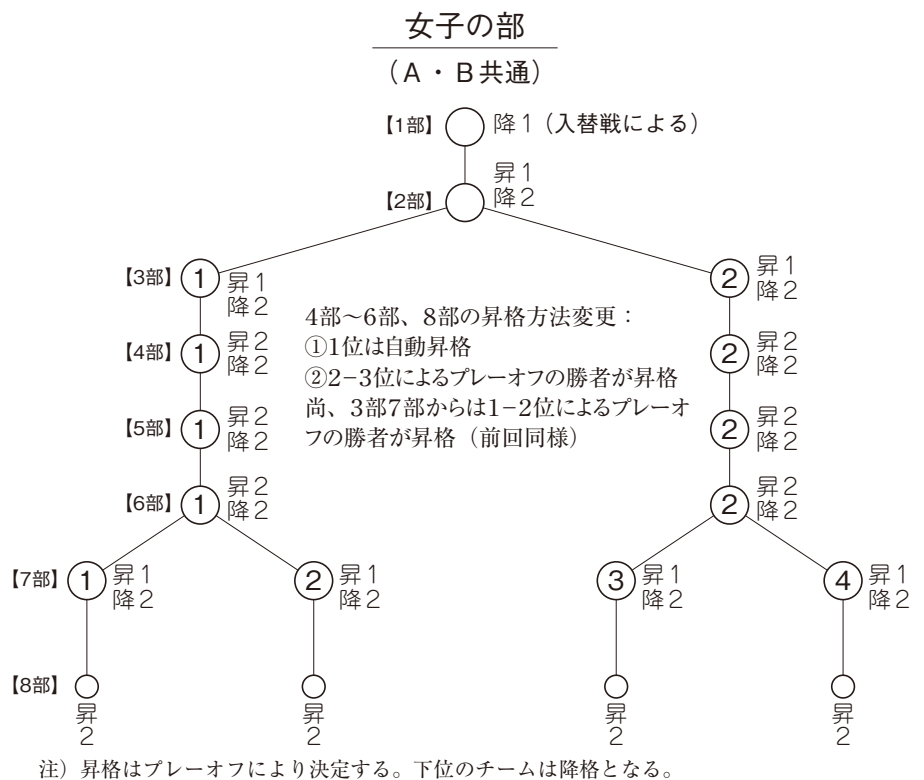 女子の部
（A・B共通）
【1部】 降1（入替戦による）
昇1
【2部】 降2
【3部】 1 昇1 2 昇1
降2 降2
4部～6部、8部の昇格方法変更：
①1位は自動昇格
②2−3位によるプレーオフの勝者が昇格
尚、3部7部からは1−2位によるプレーオ
フの勝者が昇格（前回同様）
【4部】 1 昇2 2 昇2
降2 降2
【5部】 1 昇2 2 昇2
降2 降2
【6部】 1 昇2 2 昇2
降2 降2
【7部】 1 昇1 2 昇1 3 昇1 4 昇1
降2 降2 降2 降2
【8部】
昇 昇 昇 昇
2 2 2 2
注）昇格はプレーオフにより決定する。下位のチームは降格となる。